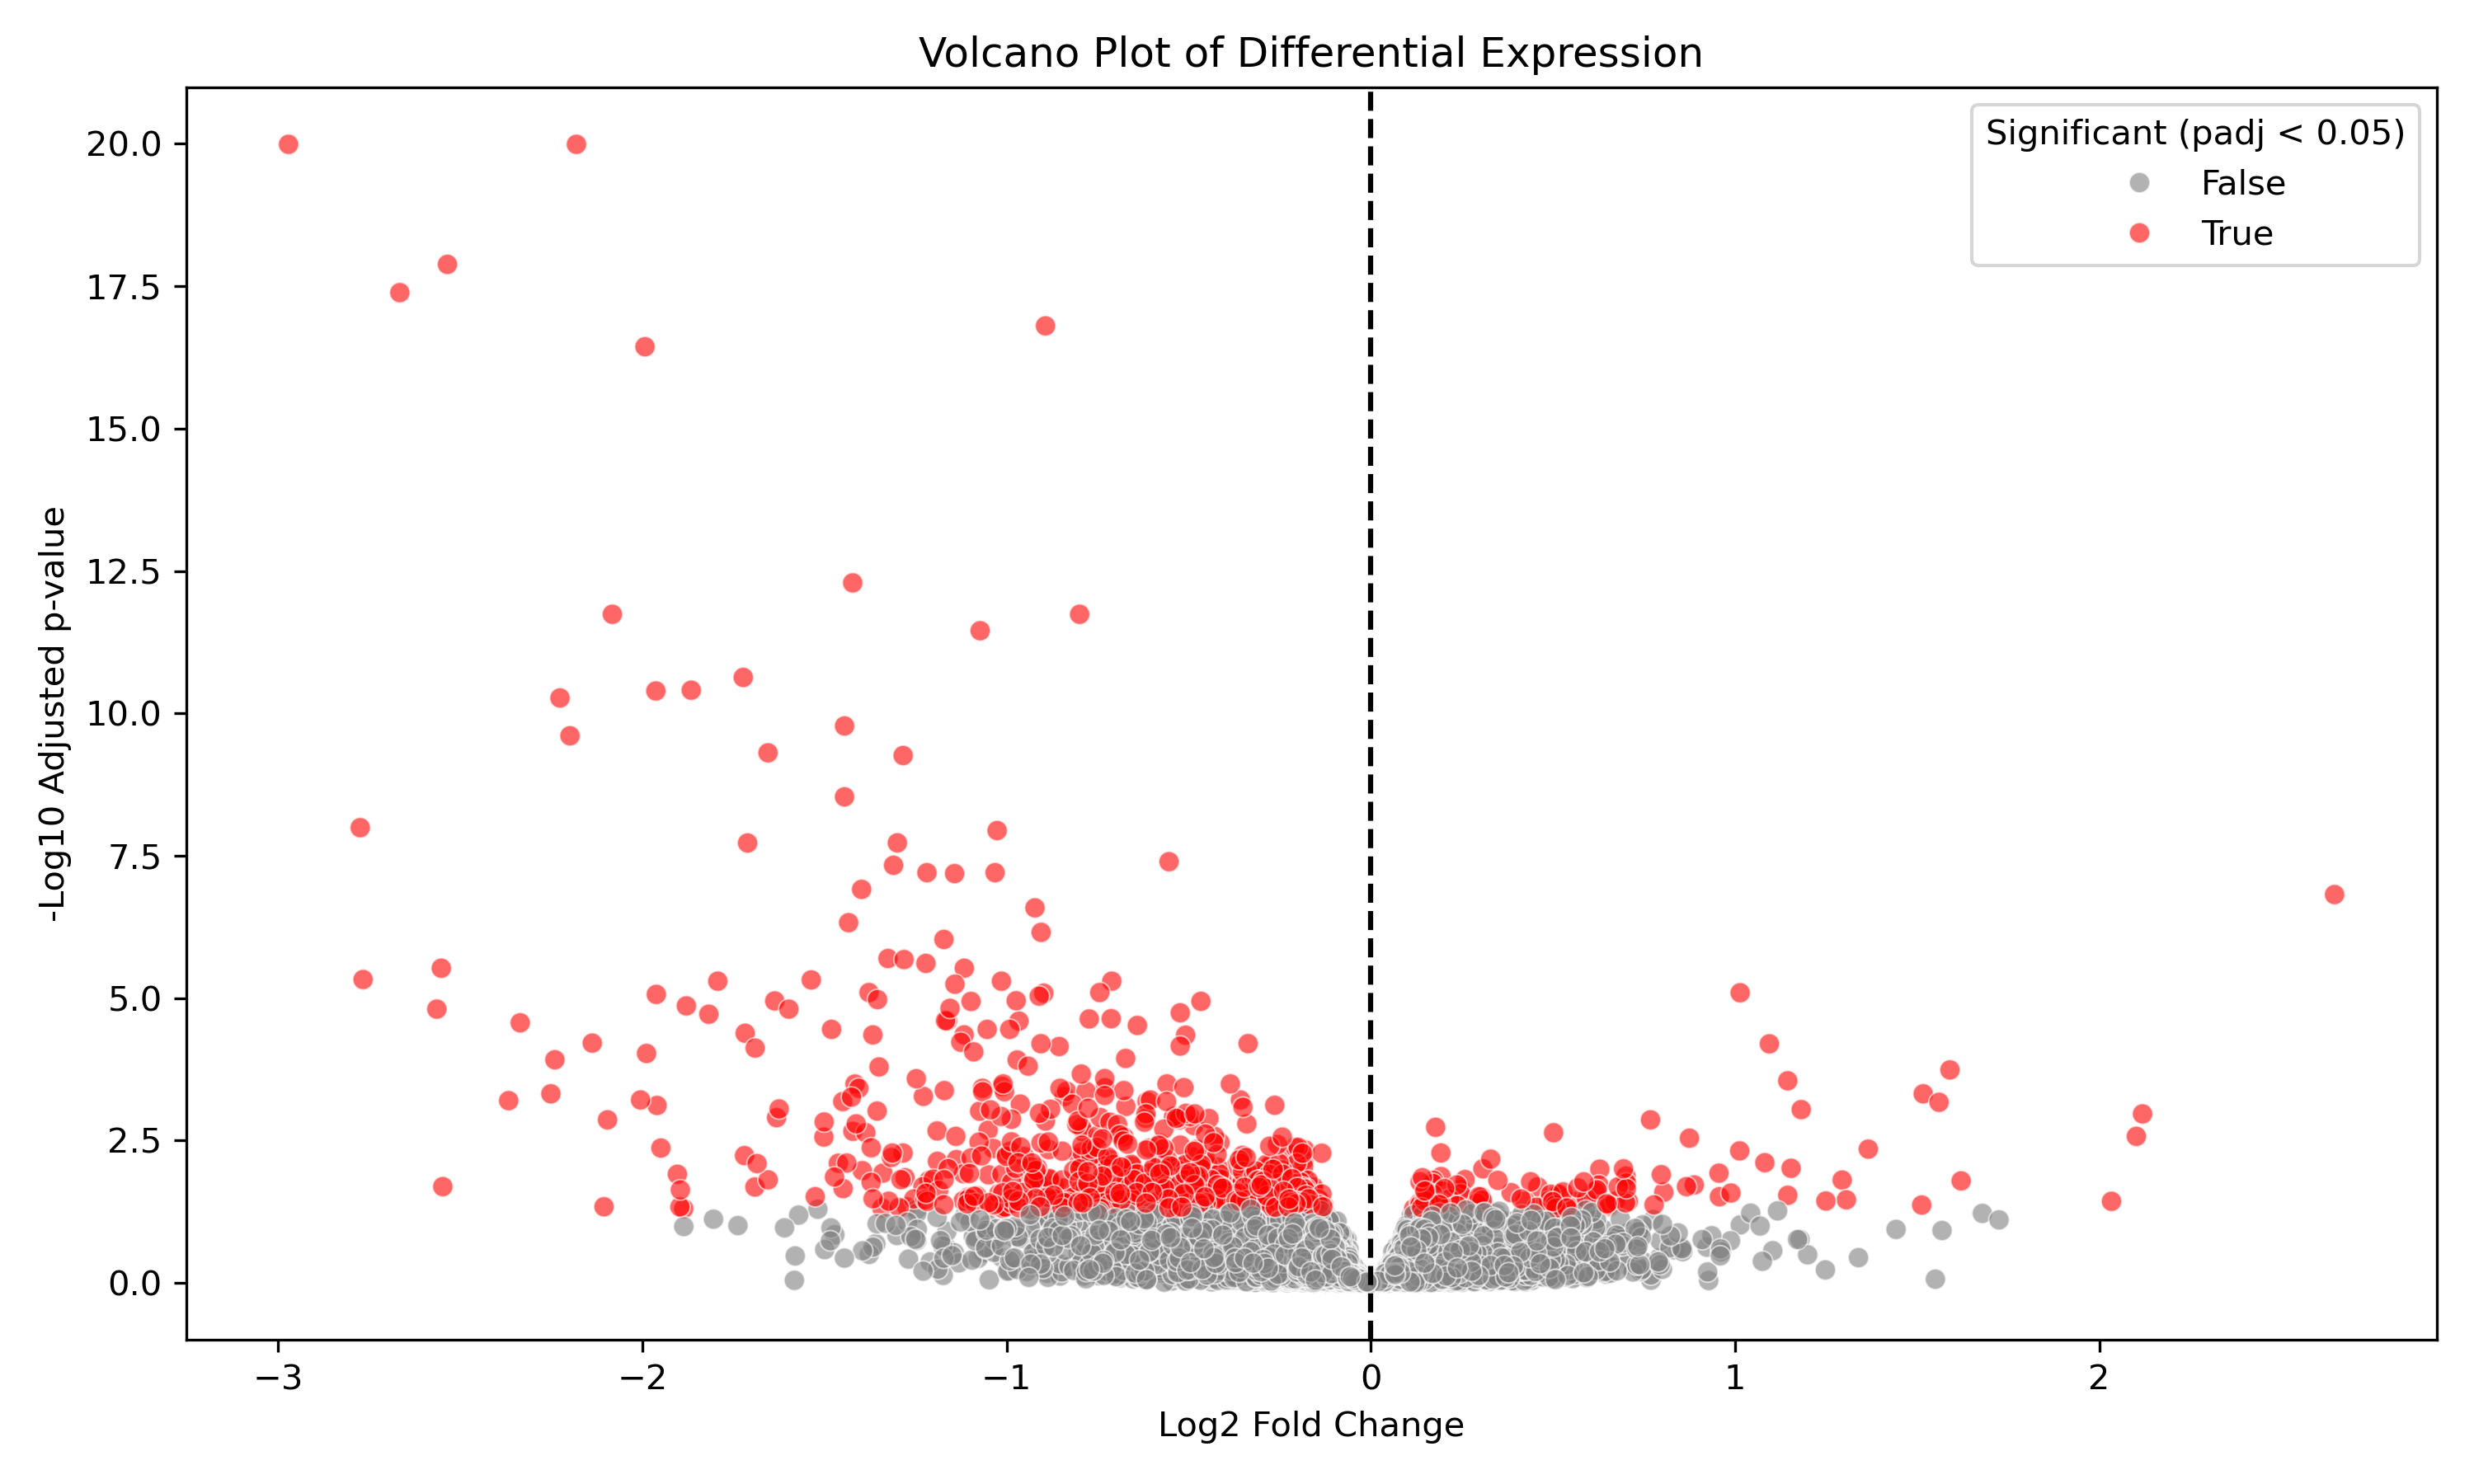 Volcano Plot of Differential Expression
Significant (padj < 0.05)
False
True
-Log10 Adjusted p-value
20.0
17.5
15.0
12.5
10.0
7.5
5.0
2.5
0.0
−3 −2 −1 0 1 2
Log2 Fold Change